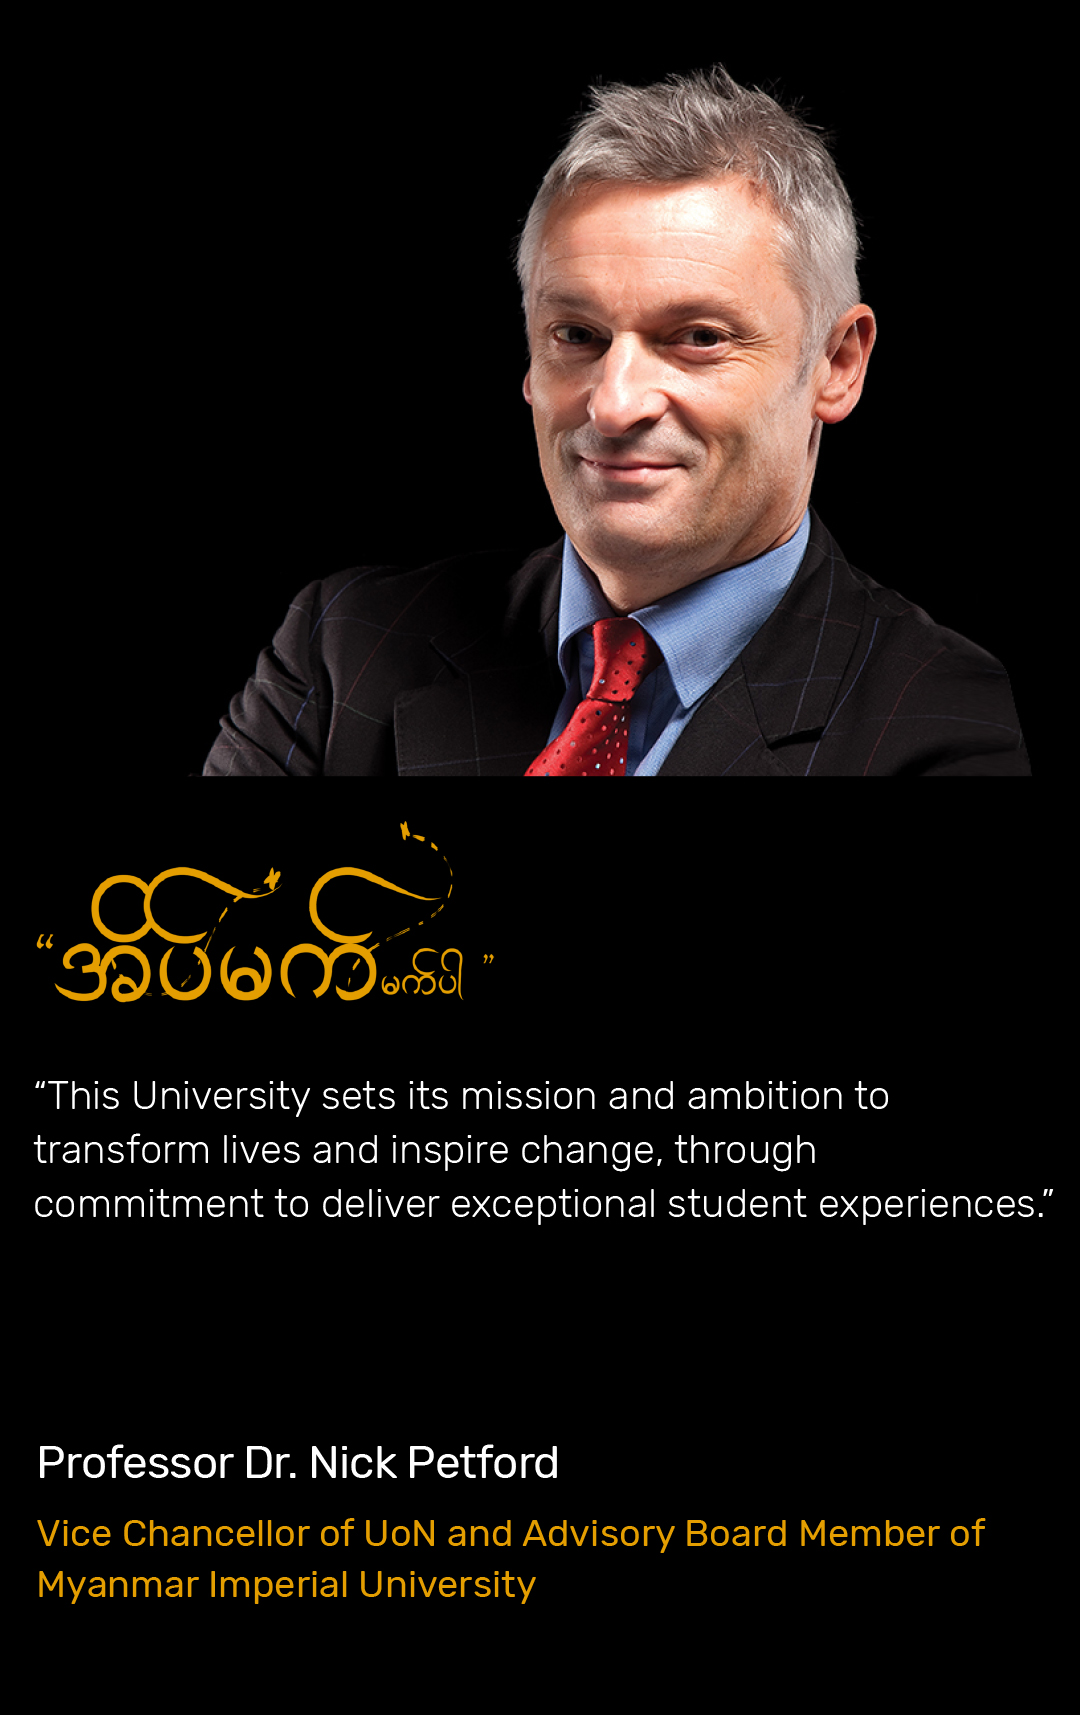 “အိပ်မက်မက်ပါ”
“This University sets its mission and ambition to
transform lives and inspire change, through
commitment to deliver exceptional student experiences.”
Professor Dr. Nick Petford
Vice Chancellor of UoN and Advisory Board Member of
Myanmar Imperial University